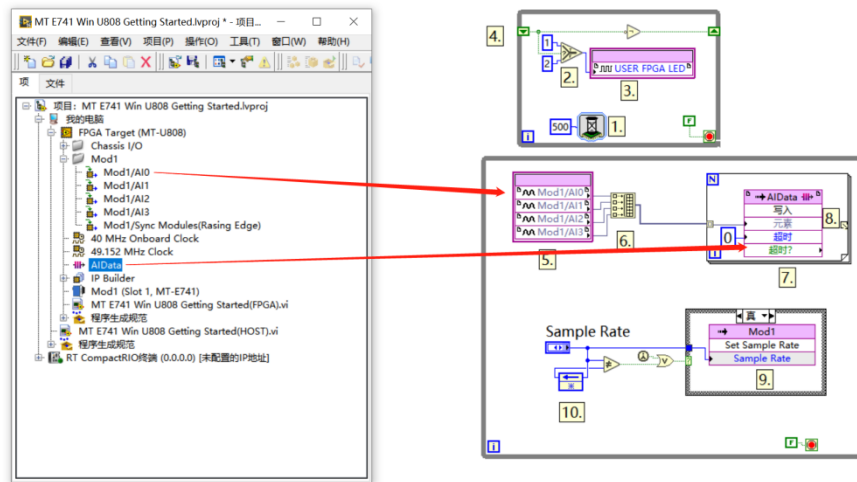 MT E741 Win U808 Getting Started.lvproj * - 项目...
文件(F) 编辑(E) 查看(V) 项目(P) 操作(O) 工具(T) 窗口(W) 帮助(H)
项 文件
项目: MT E741 Win U808 Getting Started.lvproj
我的电脑
FPGA Target (MT-U808)
Chassis I/O
Mod1
Mod1/AI0
Mod1/AI1
Mod1/AI2
Mod1/AI3
Mod1/Sync Modules(Rasing Edge)
40 MHz Onboard Clock
49.152 MHz Clock
AIData
IP Builder
Mod1 (Slot 1, MT-E741)
MT E741 Win U808 Getting Started(FPGA).vi
程序生成规范
MT E741 Win U808 Getting Started(HOST).vi
程序生成规范
RT CompactRIO终端 (0.0.0.0) [未配置的IP地址]
4.
1
2
2.
USER FPGA LED
3.
500
1.
F
i
Mod1/AI0
Mod1/AI1
Mod1/AI2
Mod1/AI3
5.
6.
N
AIData
写入
元素
超时
超时?
0
i
8.
7.
Sample Rate
真
Mod1
Set Sample Rate
Sample Rate
9.
10.
i
F